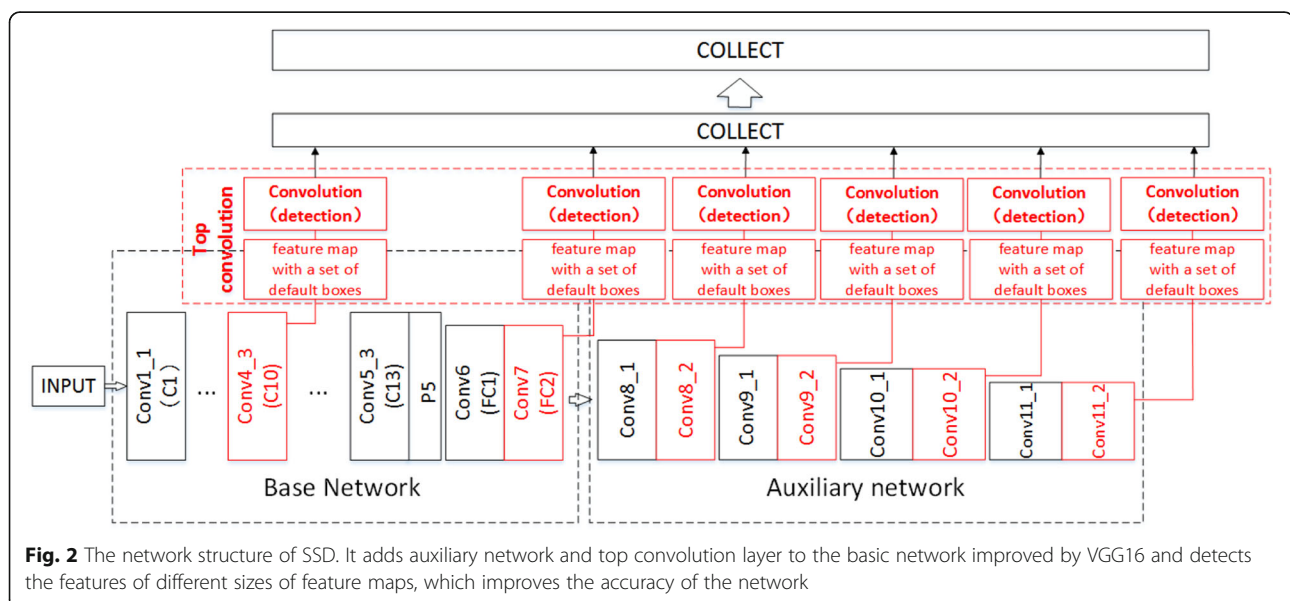 COLLECT
COLLECT
Top
convolution
Convolution
(detection)
Convolution
(detection)
Convolution
(detection)
Convolution
(detection)
Convolution
(detection)
Convolution
(detection)
feature map
with a set of
default boxes
feature map
with a set of
default boxes
feature map
with a set of
default boxes
feature map
with a set of
default boxes
feature map
with a set of
default boxes
feature map
with a set of
default boxes
INPUT
Conv1_1
(C1)
...
Conv4_3
(C10)
...
Conv5_3
(C13)
P5
Conv6
(FC1)
Conv7
(FC2)
Conv8_1
Conv8_2
Conv9_1
Conv9_2
Conv10_1
Conv10_2
Conv11_1
Conv11_2
Base Network
Auxiliary network
Fig. 2 The network structure of SSD. It adds auxiliary network and top convolution layer to the basic network improved by VGG16 and detects
the features of different sizes of feature maps, which improves the accuracy of the network